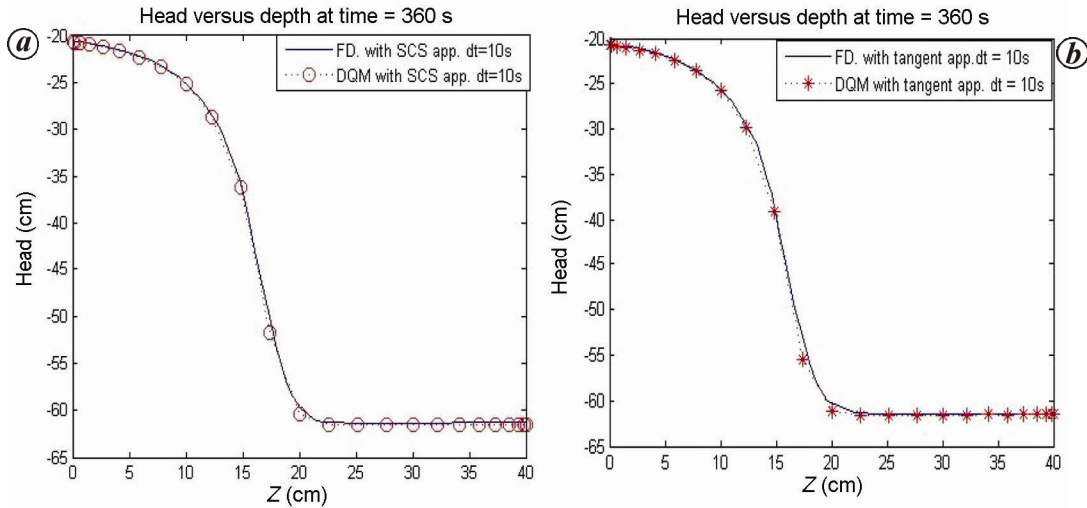 a
Head versus depth at time = 360 s
FD. with SCS app. dt=10s
DQM with SCS app. dt=10s
Head (cm)
-20
-25
-30
-35
-40
-45
-50
-55
-60
-65
0 5 10 15 20 25 30 35 40
Z (cm)
b
Head versus depth at time = 360 s
FD. with tangent app.dt = 10s
DQM with tangent app. dt = 10s
Head (cm)
-20
-25
-30
-35
-40
-45
-50
-55
-60
-65
0 5 10 15 20 25 30 35 40
Z (cm)